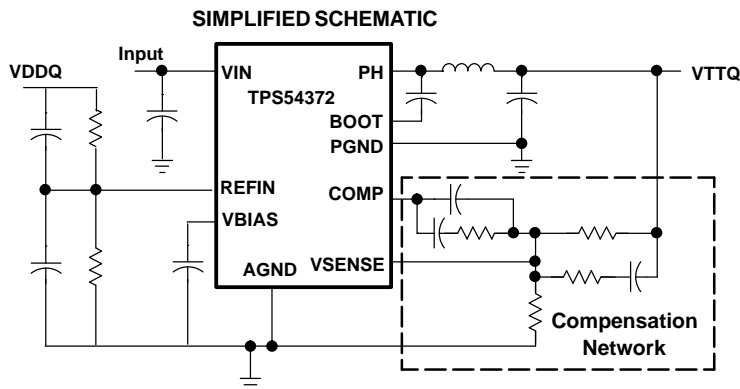 SIMPLIFIED SCHEMATIC
Input
VDDQ
VIN
PH
VTTQ
TPS54372
BOOT
PGND
REFIN
COMP
VBIAS
AGND
VSENSE
Compensation
Network